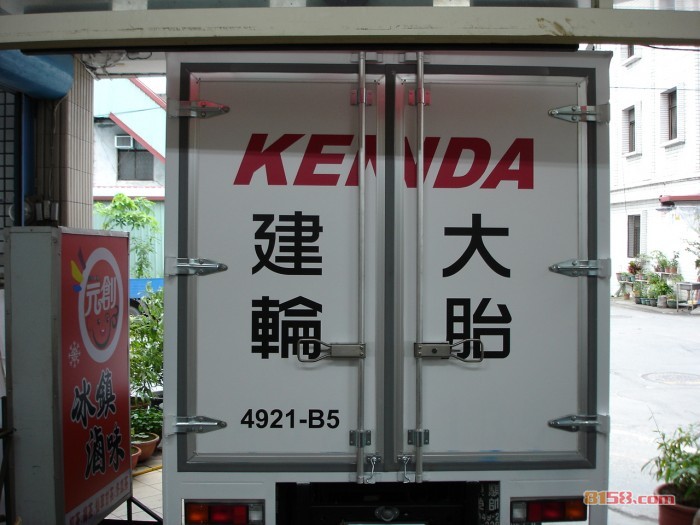 KENDA
建大
輪胎
4921-B5
元創
冰鎮
滷味
8158.com